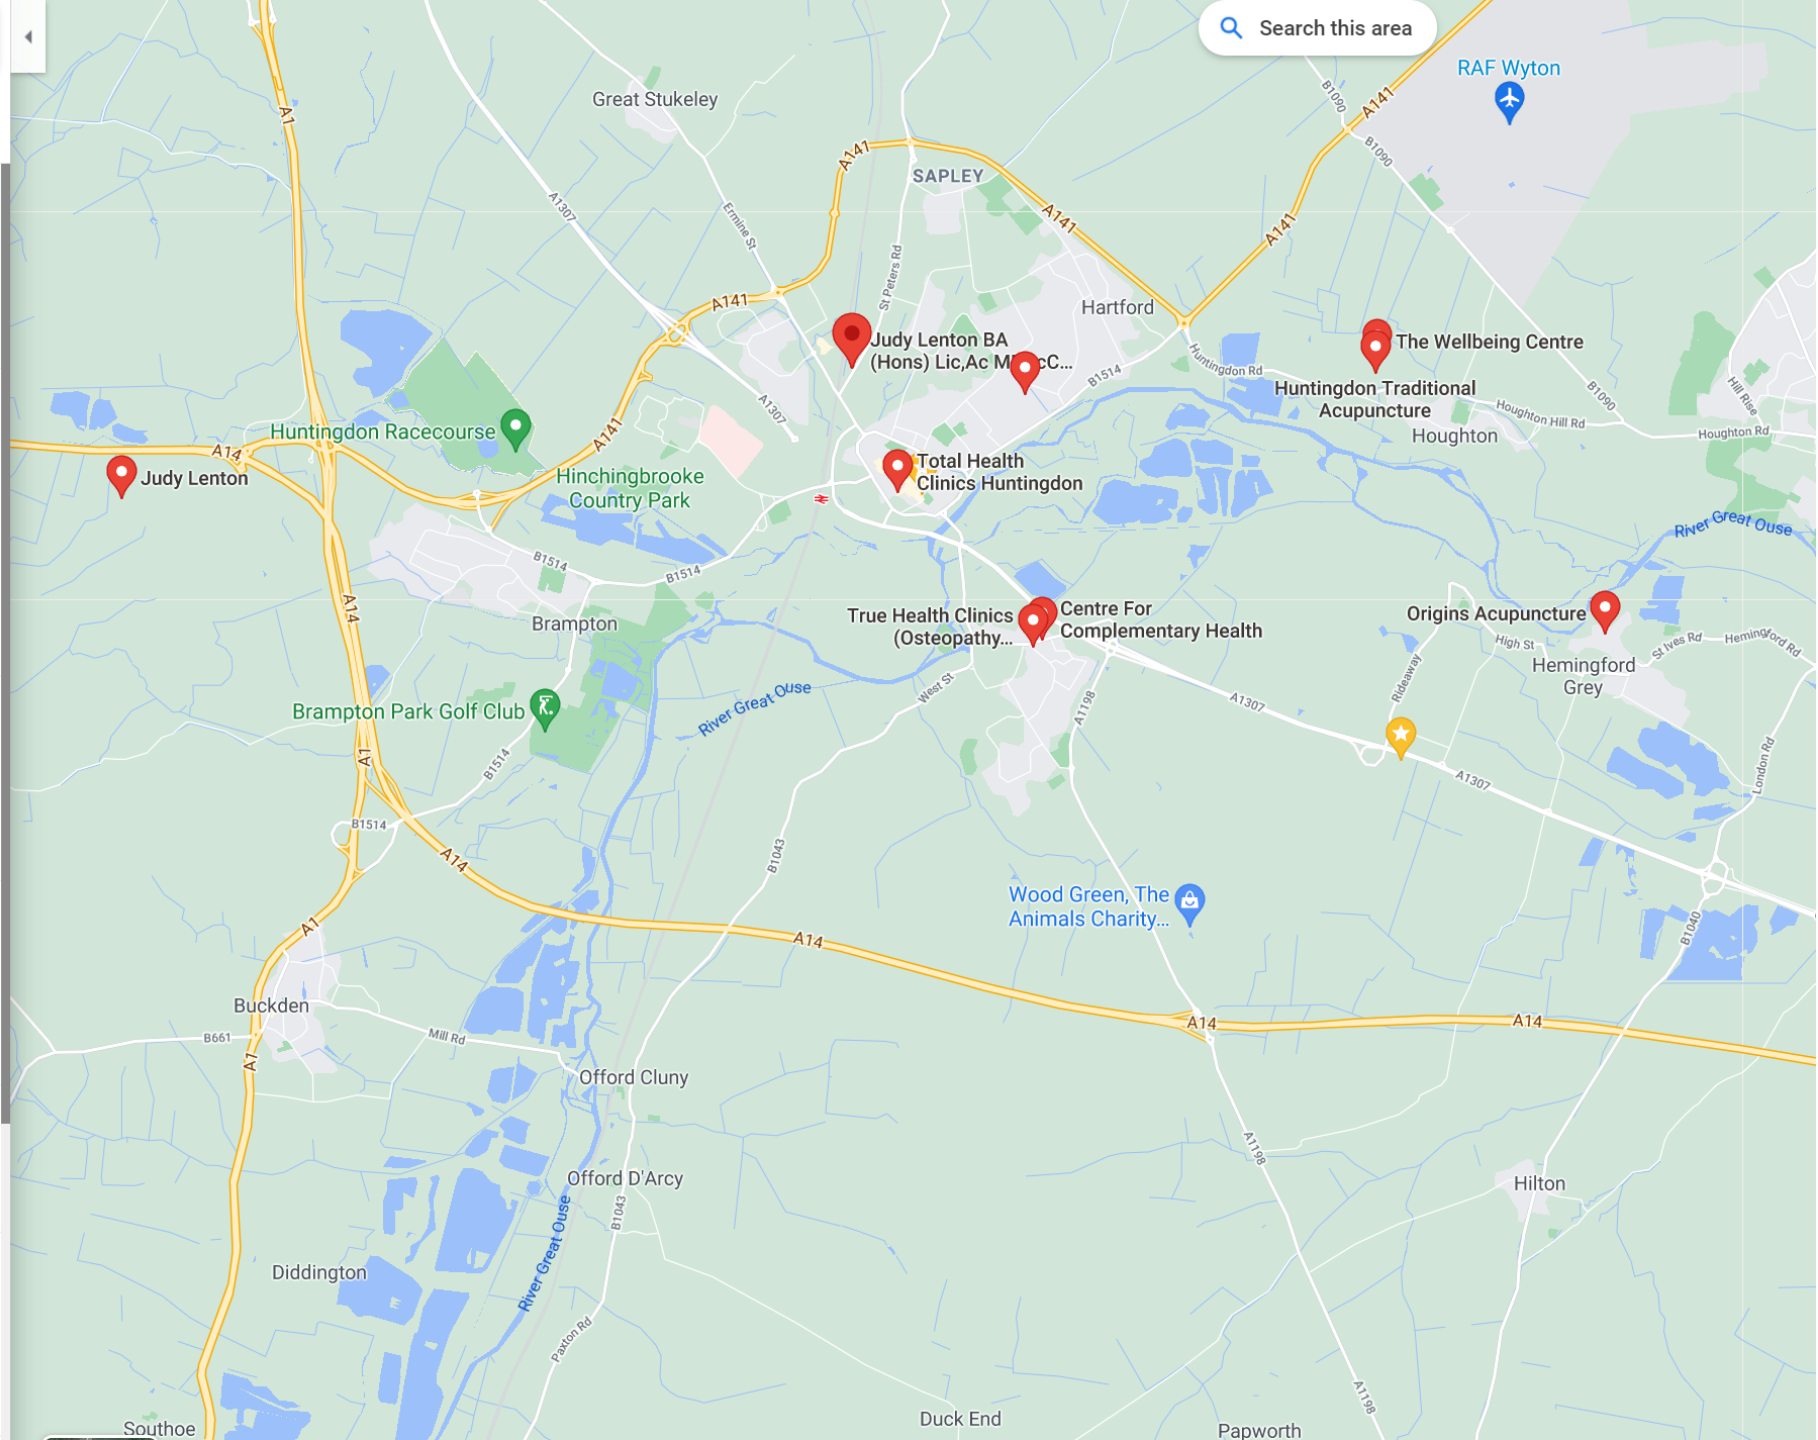 Search this area
RAF Wyton
A141
B1090
A1
Great Stukeley
B1090
A141
SAPLEY
A1307
Ermine St
A141
A141
St Peters Rd
A141
Hartford
Judy Lenton BA
(Hons) Lic,Ac
The Wellbeing Centre
Huntingdon Rd
B1514
Huntingdon Traditional
Acupuncture
B1090
Hill Rise
A1307
Houghton Hill Rd
Houghton Rd
Houghton
Huntingdon Racecourse
A141
A14
Judy Lenton
Hinchingbrooke
Country Park
Total Health
Clinics Huntingdon
River Great Ouse
B1514
B1514
A14
Brampton
True Health Clinics
(Osteopathy...
Centre For
Complementary Health
Origins Acupuncture
High St
St Ives Rd
Hemingford Rd
Hemingford
Grey
Rideaway
West St
River Great Ouse
A1198
A1307
Brampton Park Golf Club
B1514
A1
A1307
London Rd
B1514
A14
B1043
Wood Green, The
Animals Charity...
A1
A14
B1040
Buckden
A14
A14
B661
Mill Rd
A1
Offord Cluny
A1198
Offord D'Arcy
Hilton
B1043
River Great Ouse
Diddington
Paxton Rd
A1198
Duck End
Southoe
Papworth